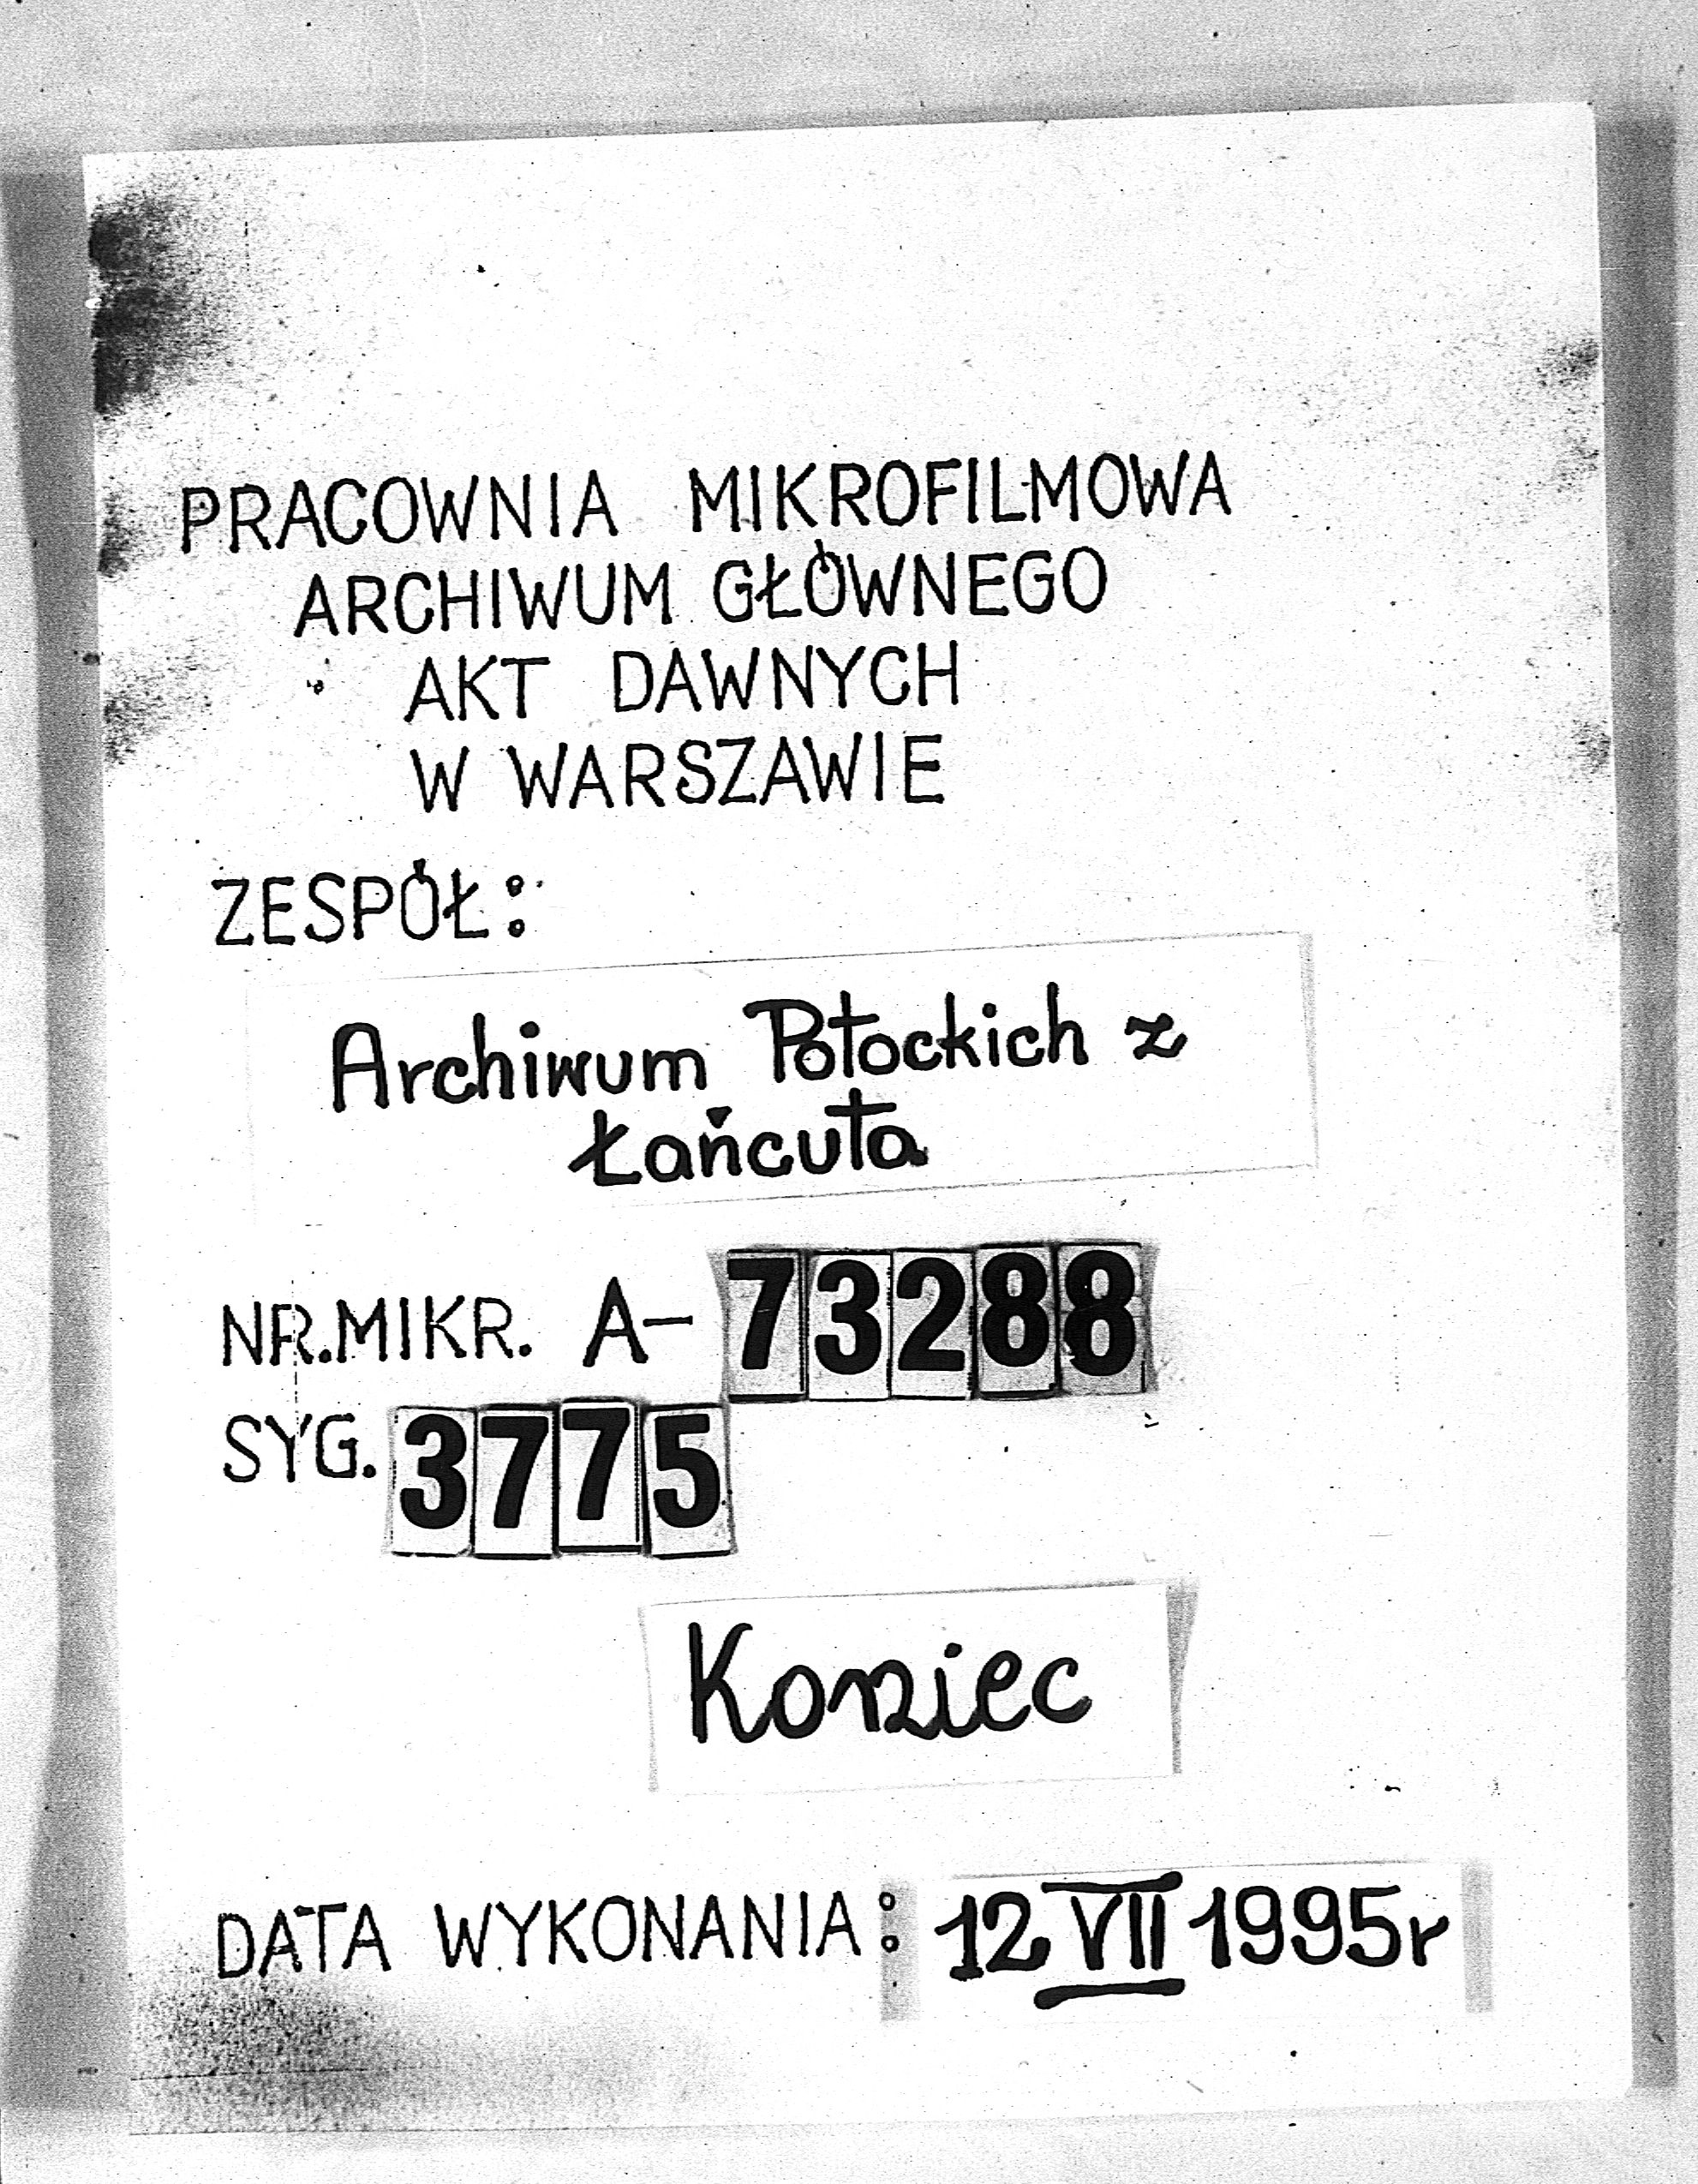 PRACOWNIA MIKROFILMOWA
ARCHIWUM GŁÓWNEGO
AKT DAWNYCH
W WARSZAWIE
ZESPÓŁ:
Archiwum Potockich z
Łańcuta
NR.MIKR. A-73288
SYG. 3775
Koniec
DATA WYKONANIA: 12 VII 1995r